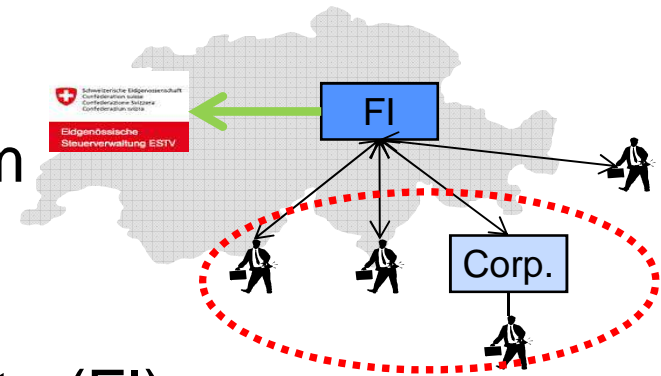 Schweizerische Eidgenossenschaft
Confédération suisse
Confederazione Svizzera
Confederaziun svizra
Eidgenössische
Steuerverwaltung ESTV
FI
Corp.